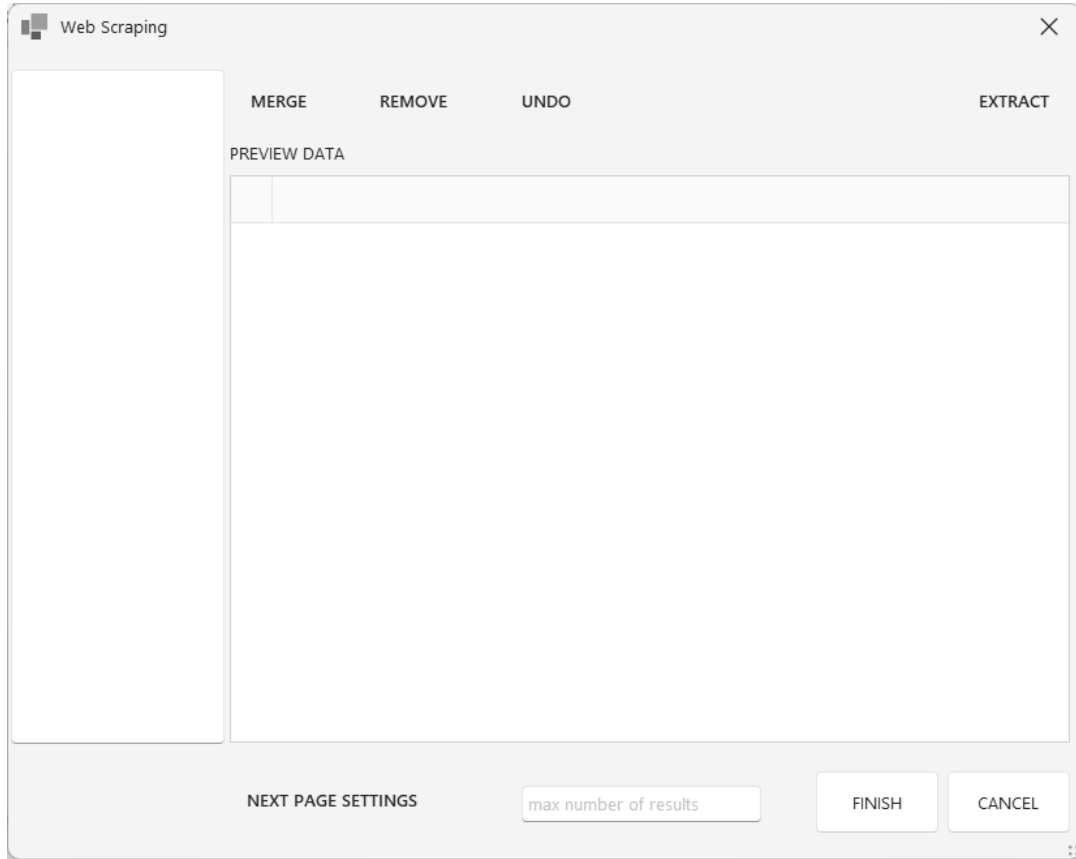 Web Scraping
MERGE REMOVE UNDO EXTRACT
PREVIEW DATA
NEXT PAGE SETTINGS max number of results FINISH CANCEL